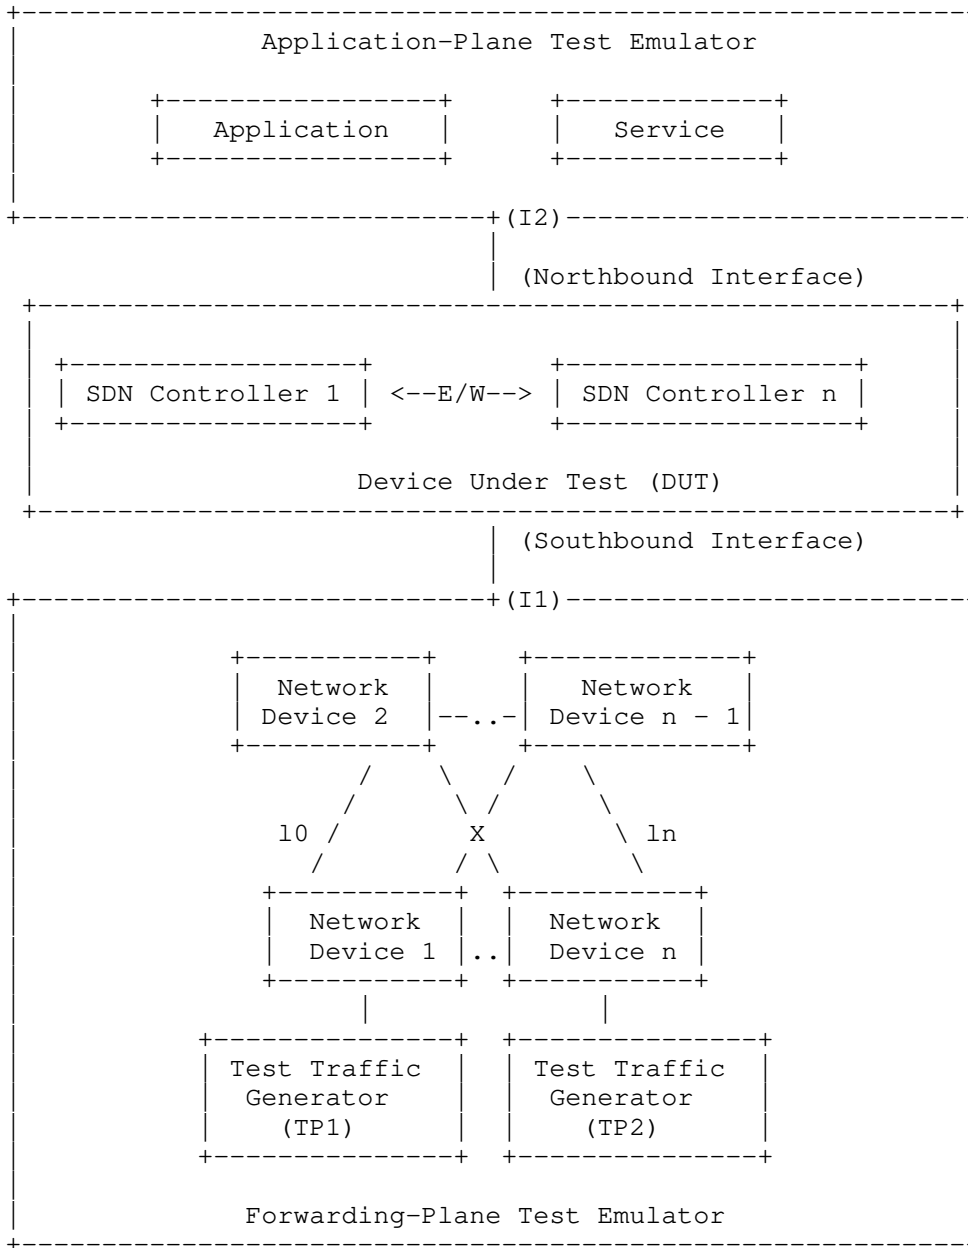 Application-Plane Test Emulator
Application Service
(I2)
(Northbound Interface)
SDN Controller 1 <--E/W--> SDN Controller n
Device Under Test (DUT)
(Southbound Interface)
(I1)
Network Network
Device 2 --..- Device n - 1
l0 X ln
Network Network
Device 1 .. Device n
Test Traffic Test Traffic
Generator Generator
(TP1) (TP2)
Forwarding-Plane Test Emulator